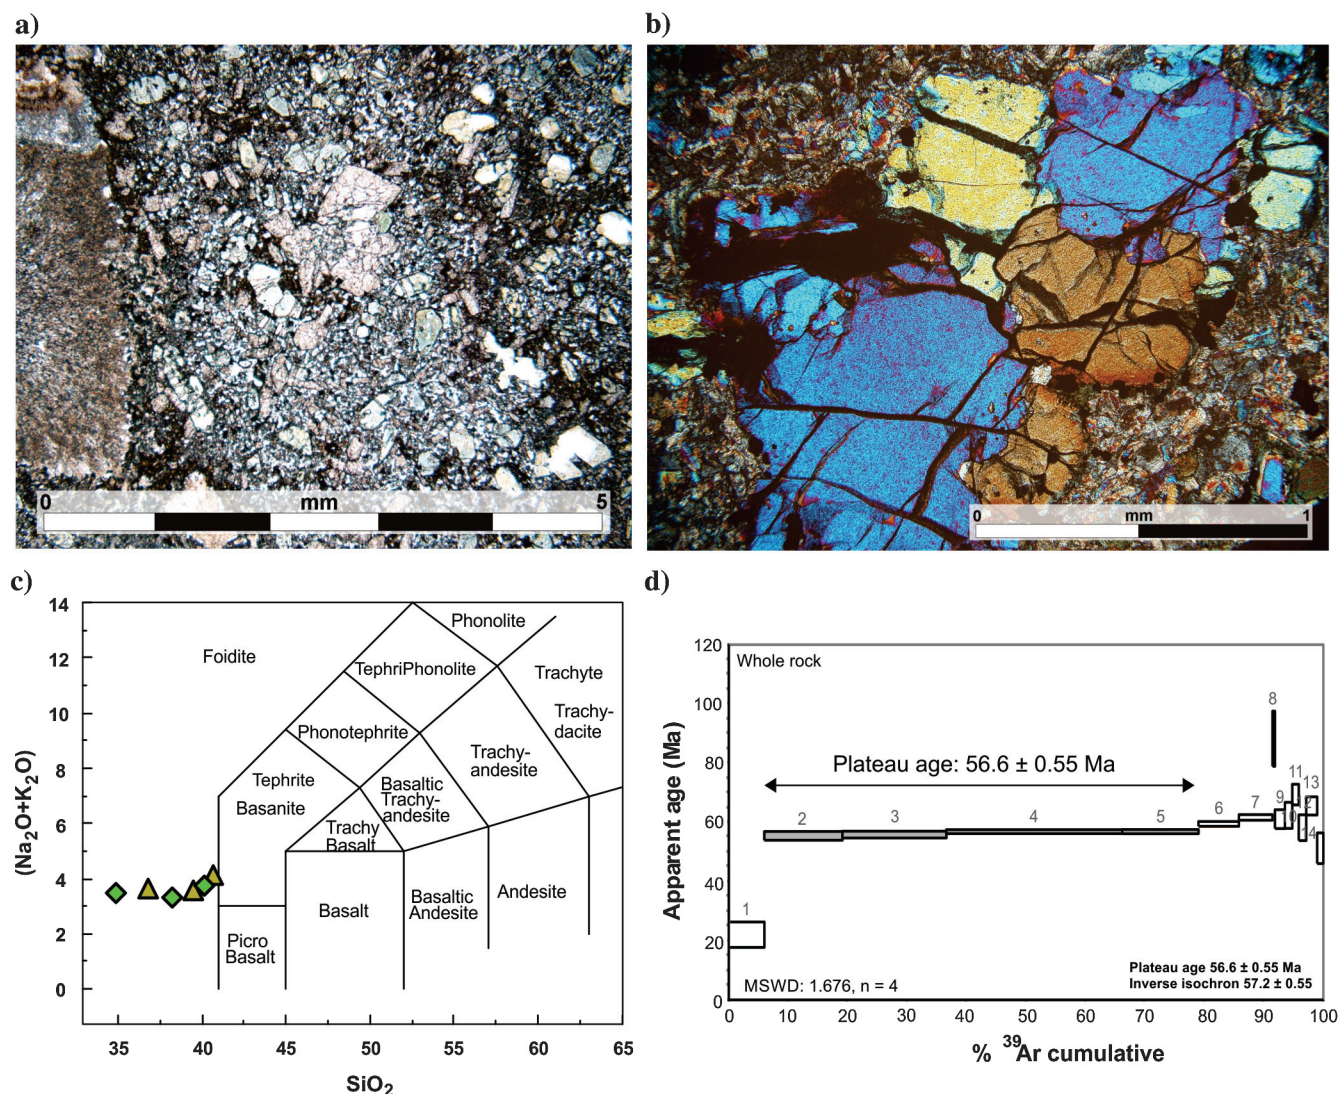 a)
b)
0 mm 5
0 mm 1
c)
d)
14
12
10
8
6
4
2
0
(Na2O+K2O)
Foidite
Phonolite
TephriPhonolite
Trachyte
Trachy-
dacite
Phonotephrite
Trachy-
andesite
Tephrite
Basanite
Basaltic
Trachy-
andesite
Trachy
Basalt
Picro
Basalt
Basalt
Basaltic
Andesite
Andesite
35 40 45 50 55 60 65
SiO2
120
100
80
60
40
20
0
Apparent age (Ma)
Whole rock
Plateau age: 56.6 ± 0.55 Ma
1
2
3
4
5
6
7
8
9
10
11
12
13
14
Plateau age 56.6 ± 0.55 Ma
Inverse isochron 57.2 ± 0.55
MSWD: 1.676, n = 4
0 10 20 30 40 50 60 70 80 90 100
% 39Ar cumulative